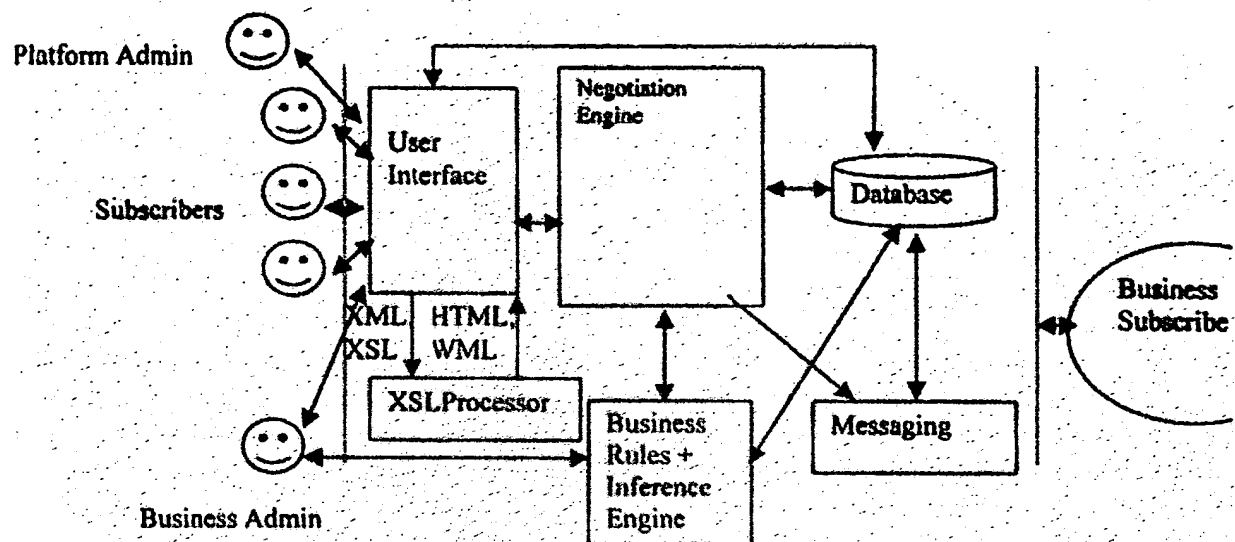 Platform Admin
Negotiation
Engine
User
Interface
Database
Subscribers
Business
Subscribe
XML, HTML,
XSL WML
XSLProcessor
Business
Rules +
Inference
Engine
Messaging
Business Admin